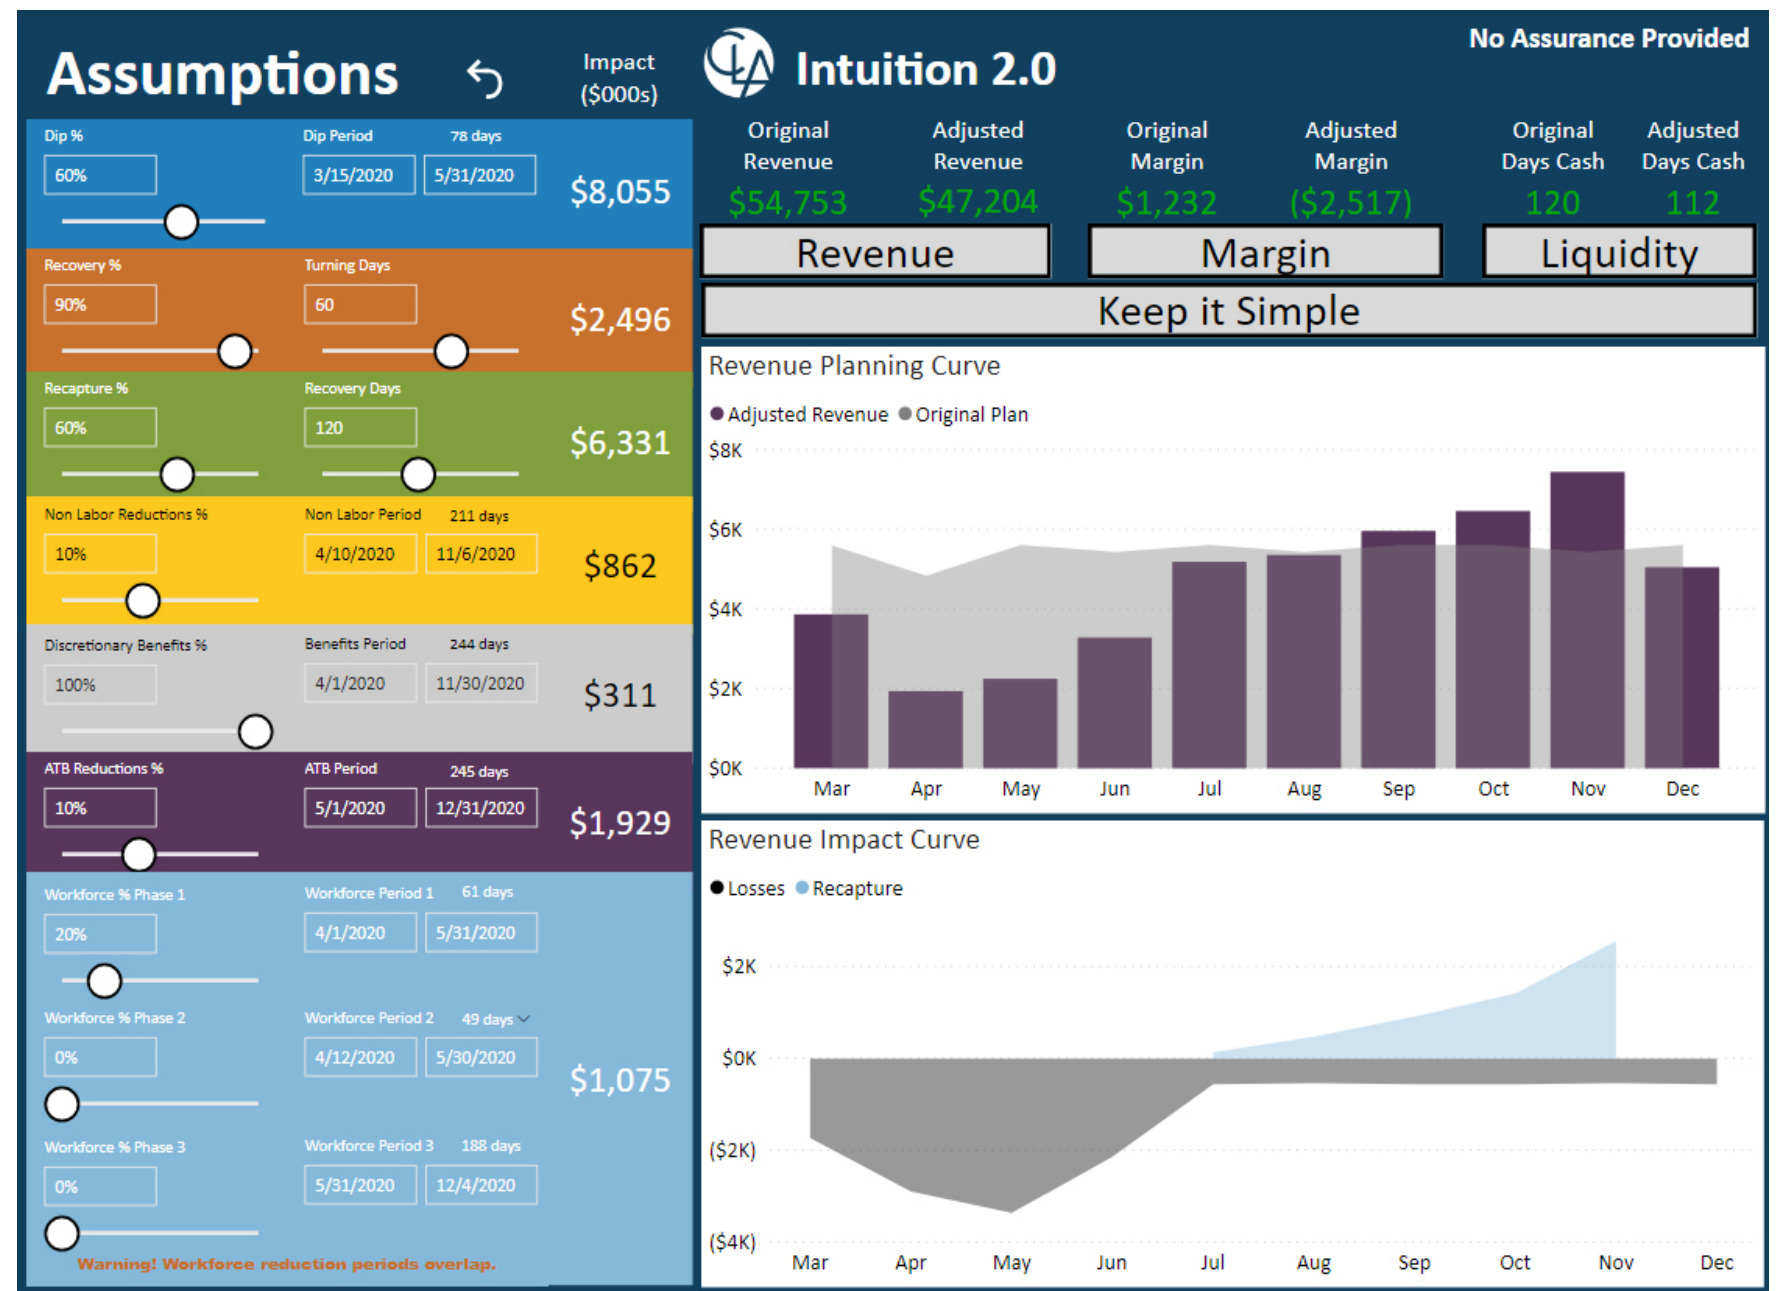 Assumptions
Impact
($000s)
Dip %
Dip Period
78 days
60%
3/15/2020
5/31/2020
$8,055
Recovery %
Turning Days
90%
60
$2,496
Recapture %
Recovery Days
60%
120
$6,331
Non Labor Reductions %
Non Labor Period
211 days
10%
4/10/2020
11/6/2020
$862
Discretionary Benefits %
Benefits Period
244 days
100%
4/1/2020
11/30/2020
$311
ATB Reductions %
ATB Period
245 days
10%
5/1/2020
12/31/2020
$1,929
Workforce % Phase 1
Workforce Period 1
61 days
20%
4/1/2020
5/31/2020
Workforce % Phase 2
Workforce Period 2
49 days
0%
4/12/2020
5/30/2020
$1,075
Workforce % Phase 3
Workforce Period 3
188 days
0%
5/31/2020
12/4/2020
Warning! Workforce reduction periods overlap.
CLA
Intuition 2.0
No Assurance Provided
Original
Revenue
$54,753
Adjusted
Revenue
$47,204
Original
Margin
$1,232
Adjusted
Margin
($2,517)
Original
Days Cash
120
Adjusted
Days Cash
112
Revenue
Margin
Liquidity
Keep it Simple
Revenue Planning Curve
Adjusted Revenue
Original Plan
$8K
$6K
$4K
$2K
$0K
Mar Apr May Jun Jul Aug Sep Oct Nov Dec
Revenue Impact Curve
Losses
Recapture
$2K
$0K
($2K)
($4K)
Mar Apr May Jun Jul Aug Sep Oct Nov Dec